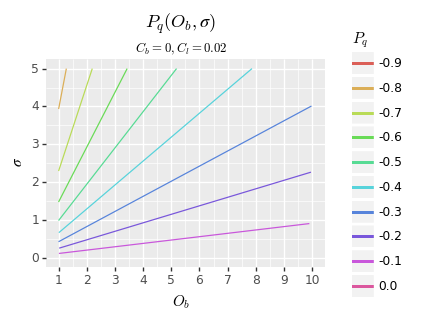 P_q(O_b, σ)
C_b = 0, C_l = 0.02
P_q
-0.9
-0.8
-0.7
-0.6
-0.5
-0.4
-0.3
-0.2
-0.1
0.0
5
4
3
2
1
0
σ
1 2 3 4 5 6 7 8 9 10
O_b